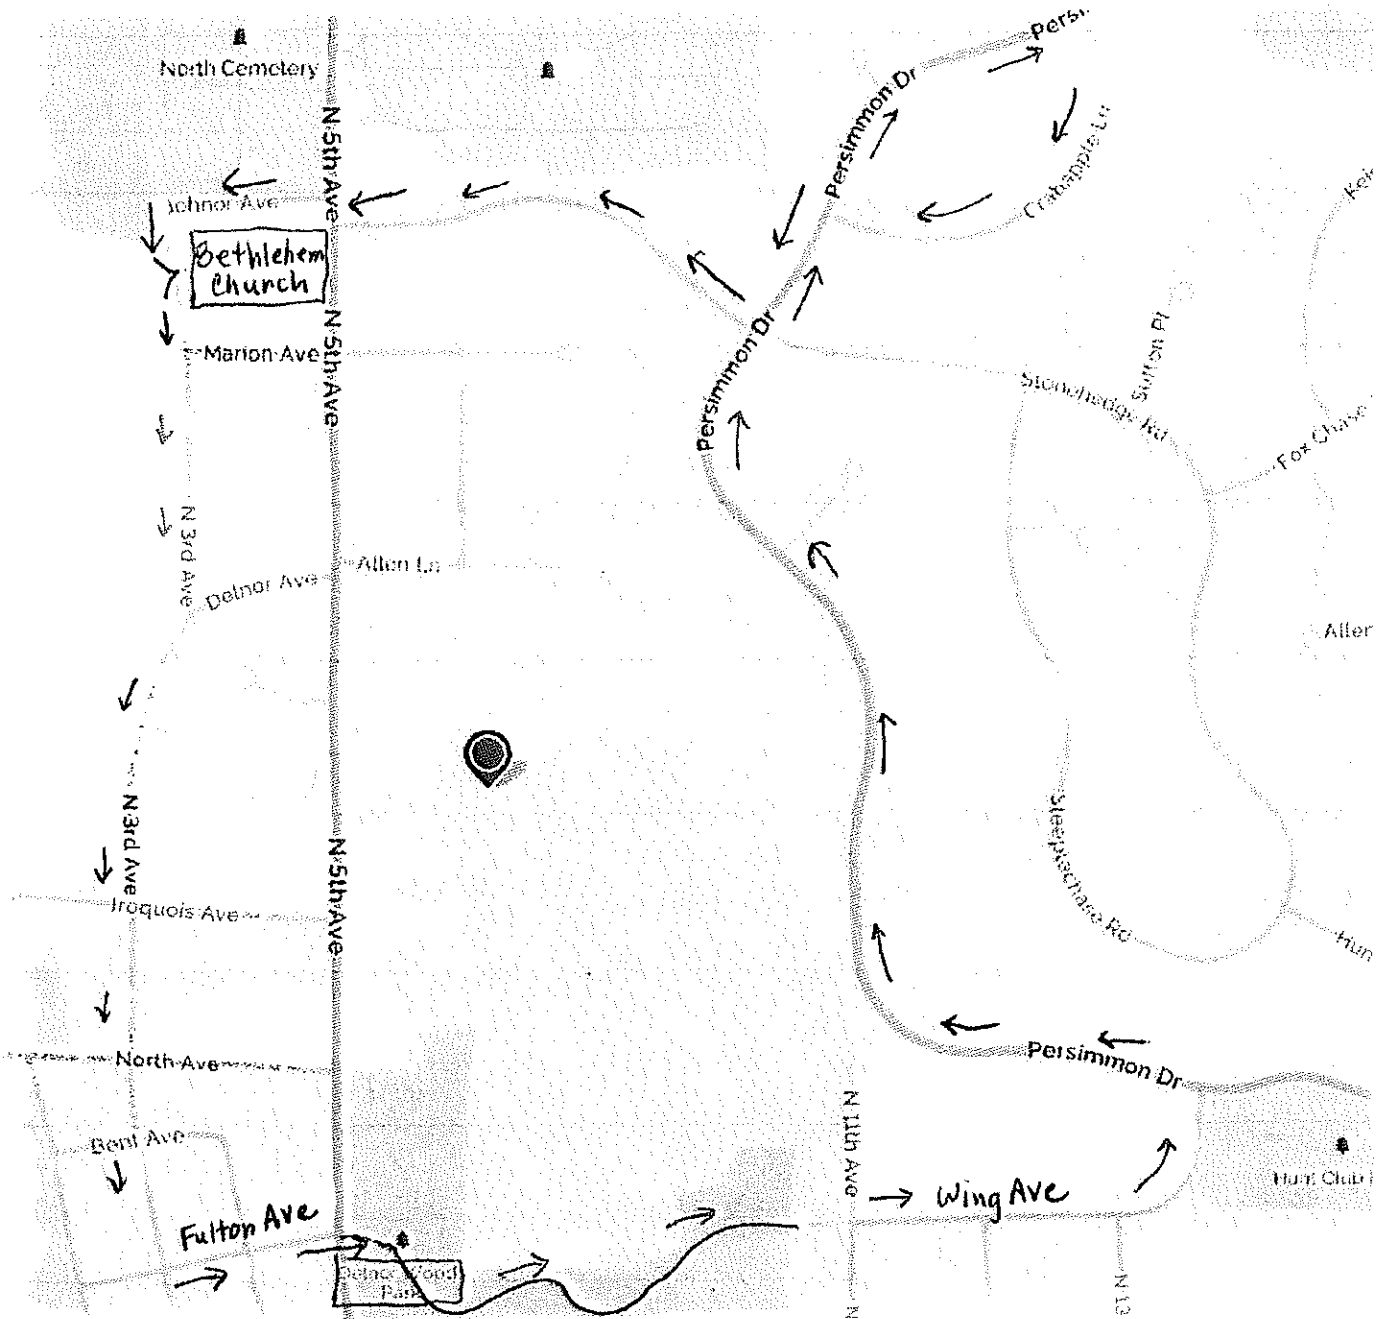 Persi
North Cemetery
Persimmon Dr
N 5th Ave
Crabapple Ln
Persimmon Dr
Johnor Ave
Bethlehem
Church
N 5th Ave
Marion Ave
Persimmon Dr
Sutton Pl
Stonehedge Rd
Fox Chase
N 3rd Ave
Allen Ln
Delnor Ave
Allen
N 3rd Ave
N 5th Ave
Steeplechase Rd
Iroquois Ave
Hun
North Ave
Persimmon Dr
N 11th Ave
Bent Ave
Hunt Club
Wing Ave
Fulton Ave
Delnor Wood
Park
N 13
N